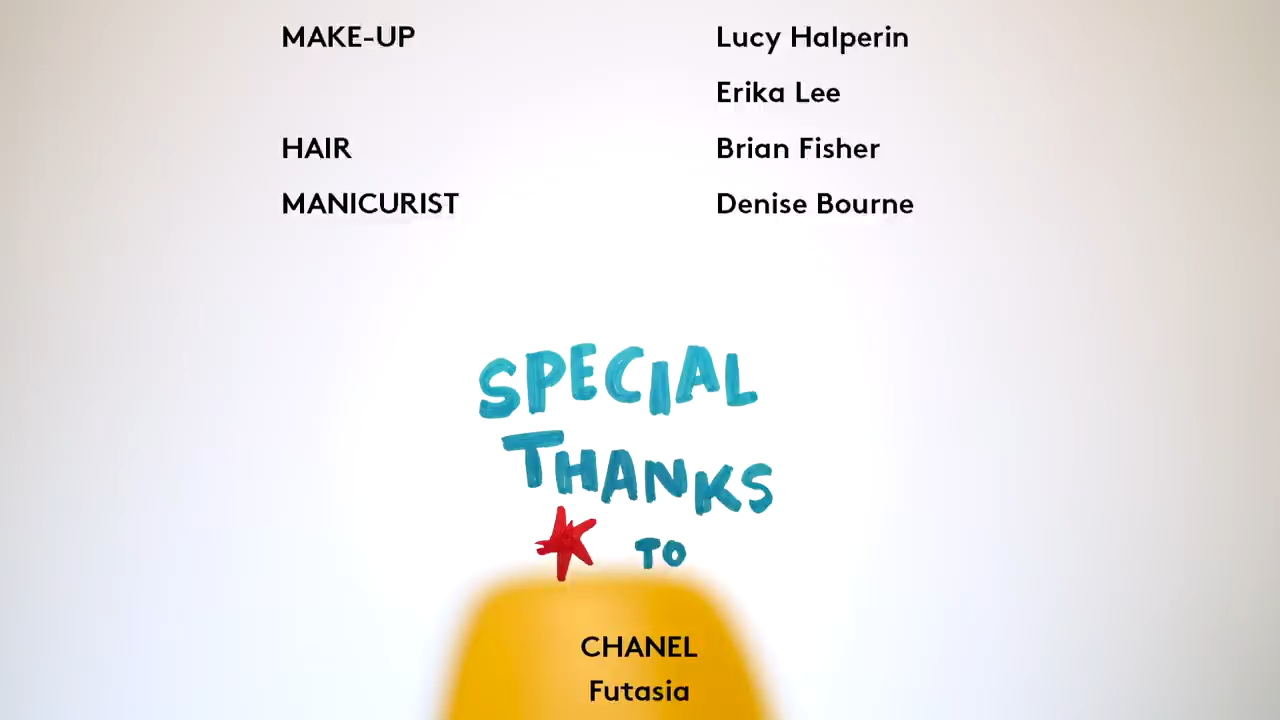 MAKE-UP Lucy Halperin
Erika Lee
HAIR Brian Fisher
MANICURIST Denise Bourne
SPECIAL
THANKS
TO
CHANEL
Futasia